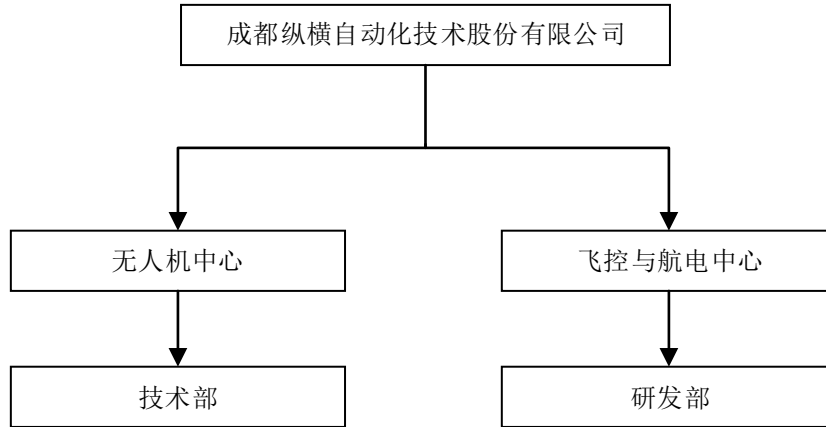 成都纵横自动化技术股份有限公司
无人机中心
飞控与航电中心
技术部
研发部